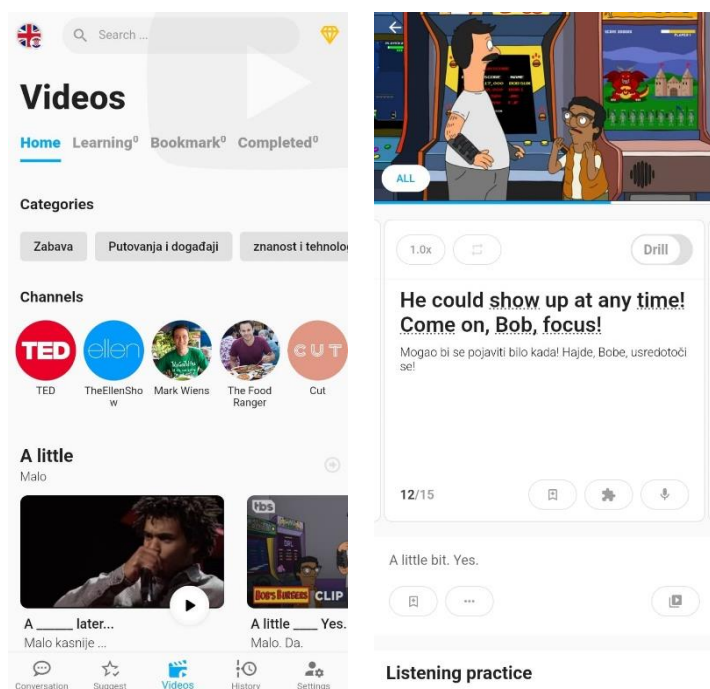 Search ...
Videos
Home Learning⁰ Bookmark⁰ Completed⁰
Categories
Zabava Putovanja i događaji znanost i tehnolog
Channels
TED ellen CUT
TED TheEllenSho Mark Wiens The Food Cut
w Ranger
A little
Malo
tbs
BOB'S BURGERS CLIP
A _____ later...
Malo kasnije ...
A little ____ Yes.
Malo. Da.
Conversation Suggest Videos History Settings
ALL
1.0x Drill
He could show up at any time!
Come on, Bob, focus!
Mogao bi se pojaviti bilo kada! Hajde, Bobe, usredotoči
se!
12/15
A little bit. Yes.
Listening practice